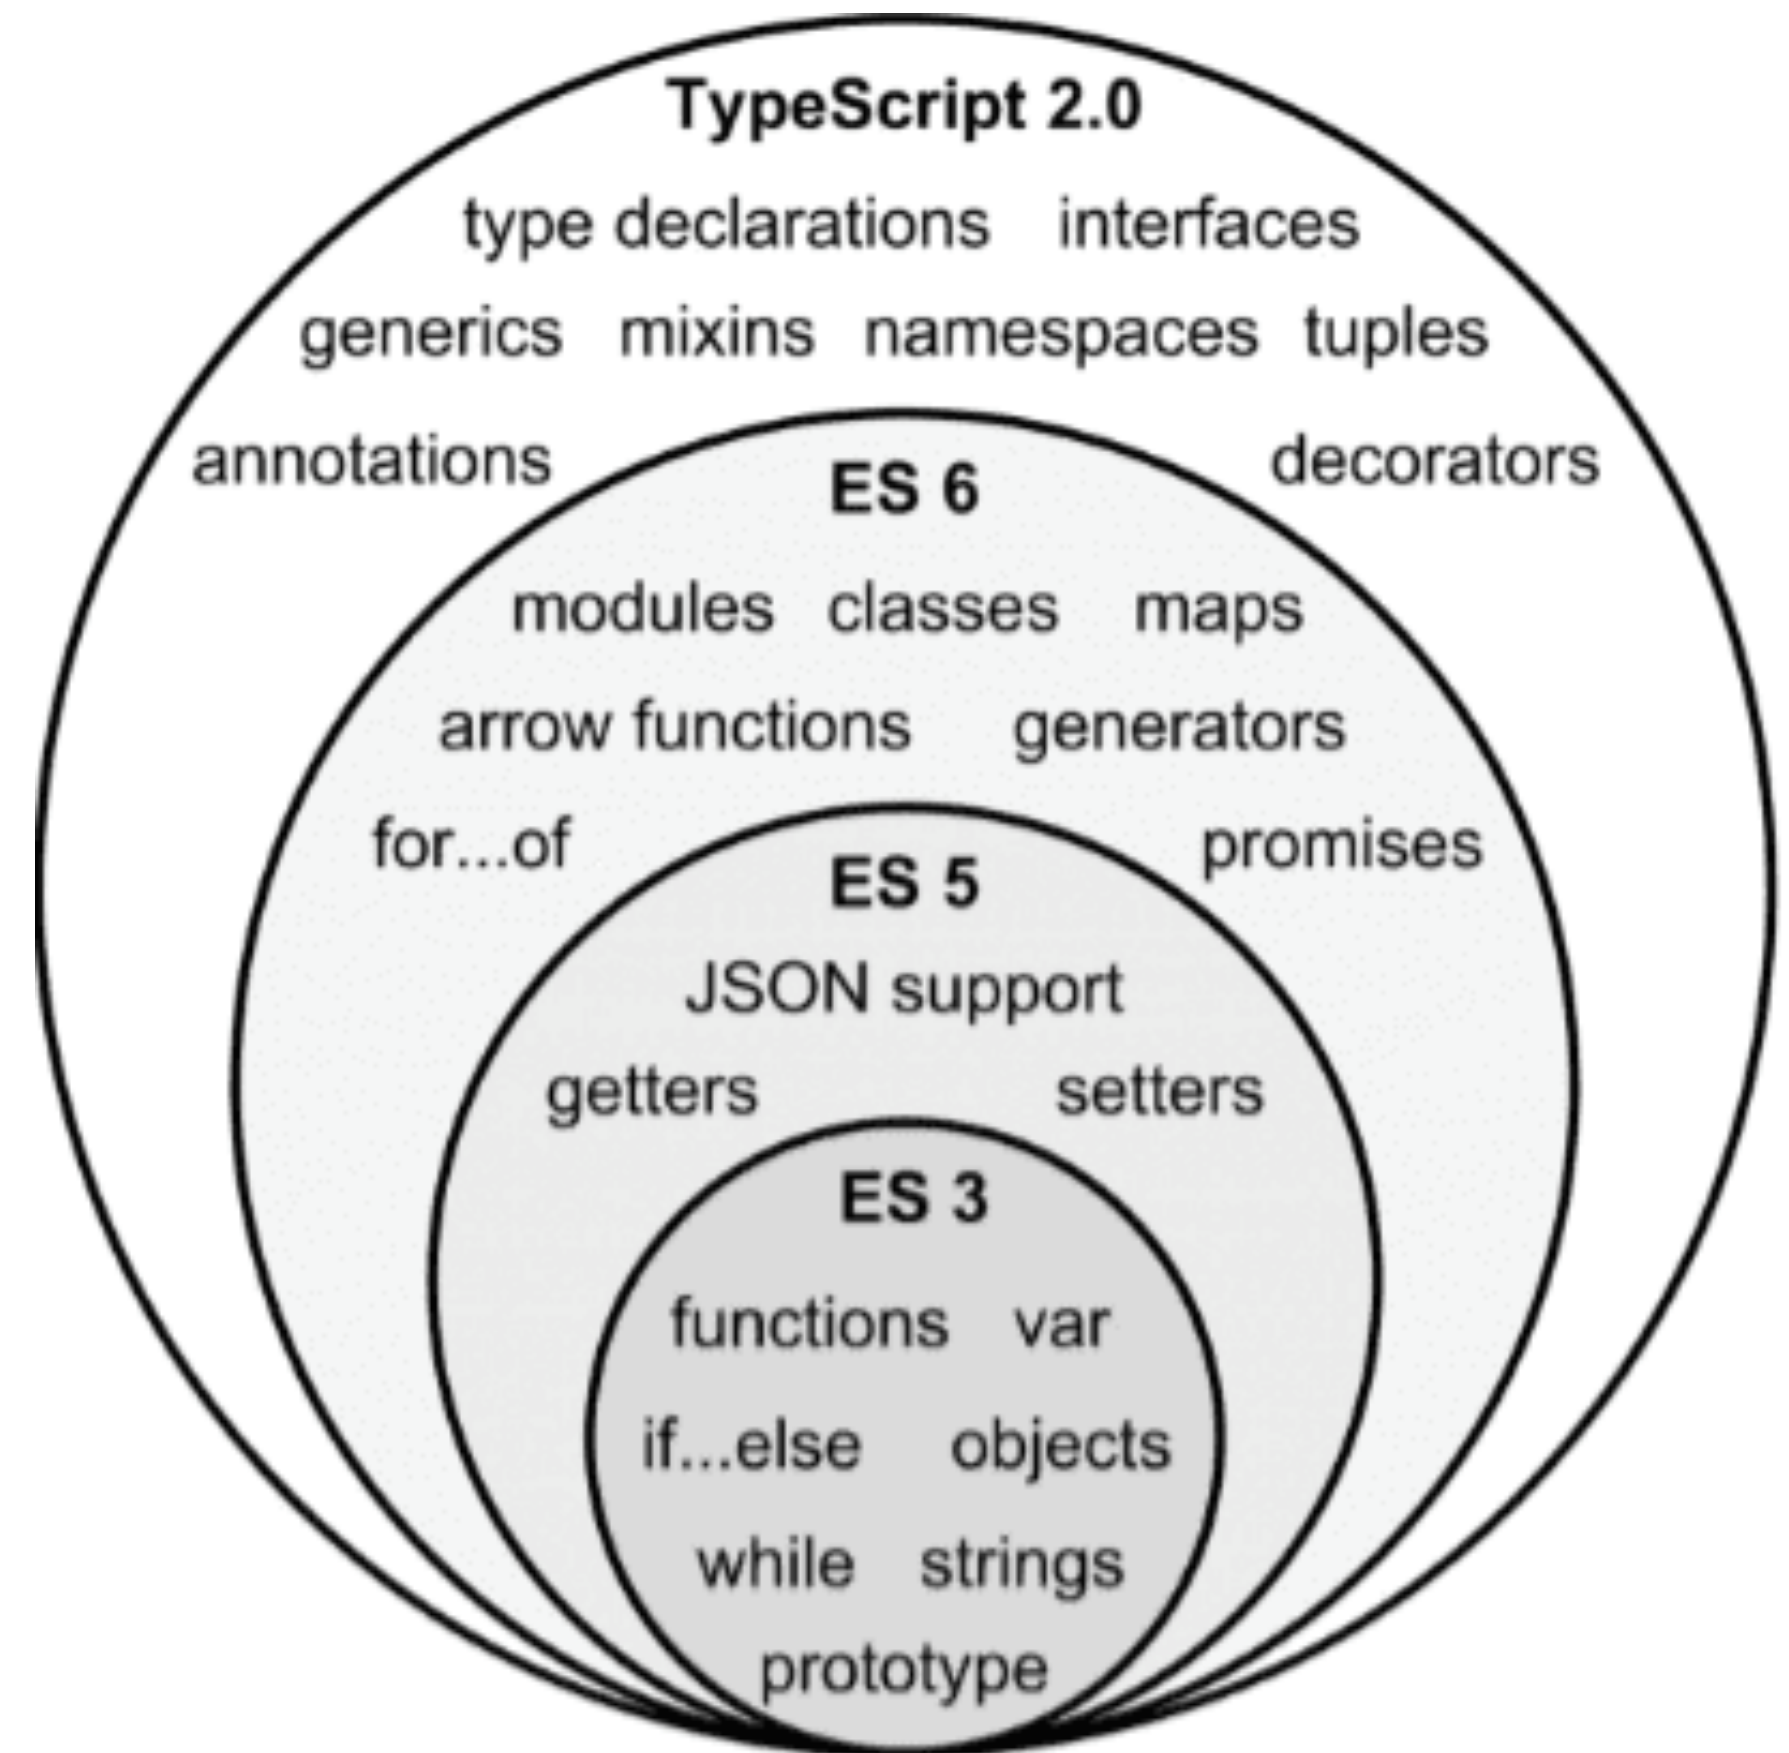 TypeScript 2.0
type declarations interfaces
generics mixins namespaces tuples
annotations decorators
ES 6
modules classes maps
arrow functions generators
for...of promises
ES 5
JSON support
getters setters
ES 3
functions var
if...else objects
while strings
prototype